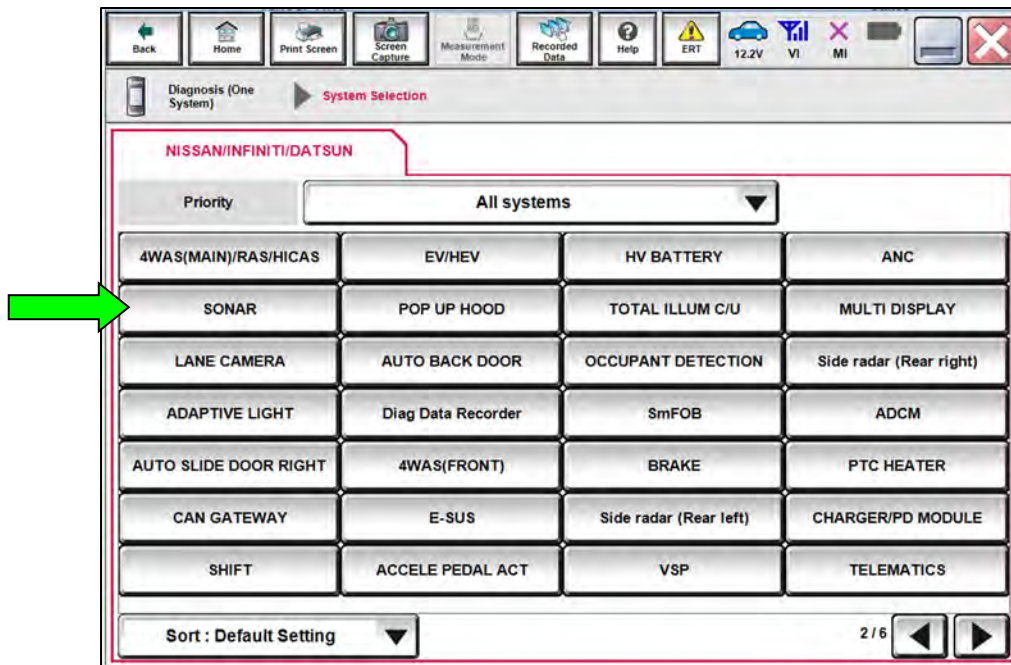 Back
Home
Print Screen
Screen
Capture
Measurement
Mode
Recorded
Data
Help
ERT
12.2V
VI
MI
Diagnosis (One
System)
System Selection
NISSAN/INFINITI/DATSUN
Priority
All systems
4WAS(MAIN)/RAS/HICAS
EV/HEV
HV BATTERY
ANC
SONAR
POP UP HOOD
TOTAL ILLUM C/U
MULTI DISPLAY
LANE CAMERA
AUTO BACK DOOR
OCCUPANT DETECTION
Side radar (Rear right)
ADAPTIVE LIGHT
Diag Data Recorder
SmFOB
ADCM
AUTO SLIDE DOOR RIGHT
4WAS(FRONT)
BRAKE
PTC HEATER
CAN GATEWAY
E-SUS
Side radar (Rear left)
CHARGER/PD MODULE
SHIFT
ACCELE PEDAL ACT
VSP
TELEMATICS
Sort : Default Setting
2/6